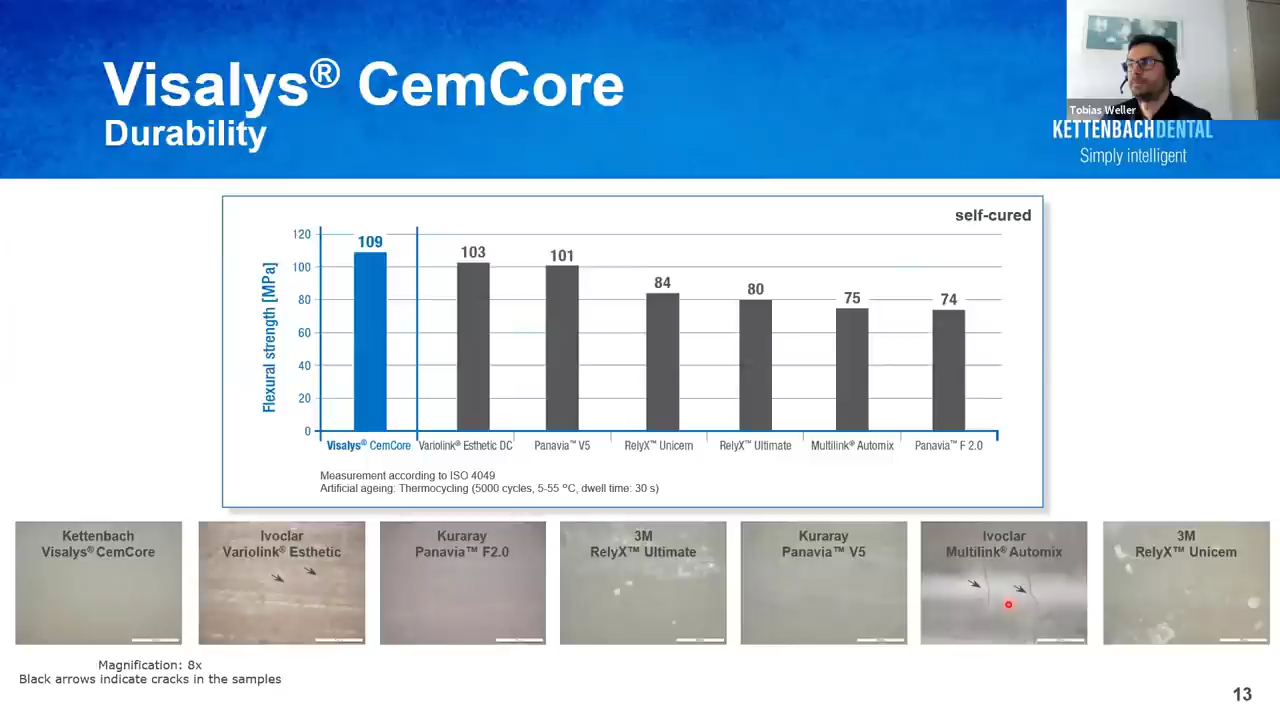 Visalys® CemCore
Durability
Tobias Weller
KETTENBACHDENTAL
Simply intelligent
self-cured
Flexural strength [MPa]
120
100
80
60
40
20
0
109
103
101
84
80
75
74
Visalys® CemCore
Variolink® Esthetic DC
Panavia™ V5
RelyX™ Unicem
RelyX™ Ultimate
Multilink® Automix
Panavia™ F 2.0
Measurement according to ISO 4049
Artificial ageing: Thermocycling (5000 cycles, 5-55 °C, dwell time: 30 s)
Kettenbach
Visalys® CemCore
Ivoclar
Variolink® Esthetic
Kuraray
Panavia™ F2.0
3M
RelyX™ Ultimate
Kuraray
Panavia™ V5
Ivoclar
Multilink® Automix
3M
RelyX™ Unicem
Magnification: 8x
Black arrows indicate cracks in the samples
13